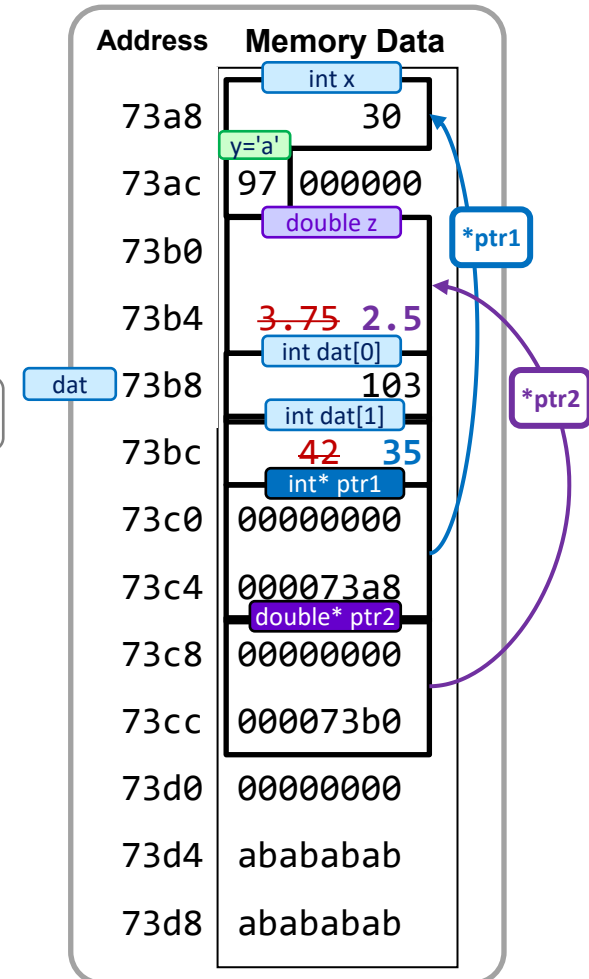 Address Memory Data
int x
73a8 30
y='a'
73ac 97 000000
double z
73b0
*ptr1
73b4 3.75 2.5
int dat[0]
dat 73b8 103
*ptr2
int dat[1]
73bc 42 35
int* ptr1
73c0 00000000
73c4 000073a8
double* ptr2
73c8 00000000
73cc 000073b0
73d0 00000000
73d4 abababab
73d8 abababab